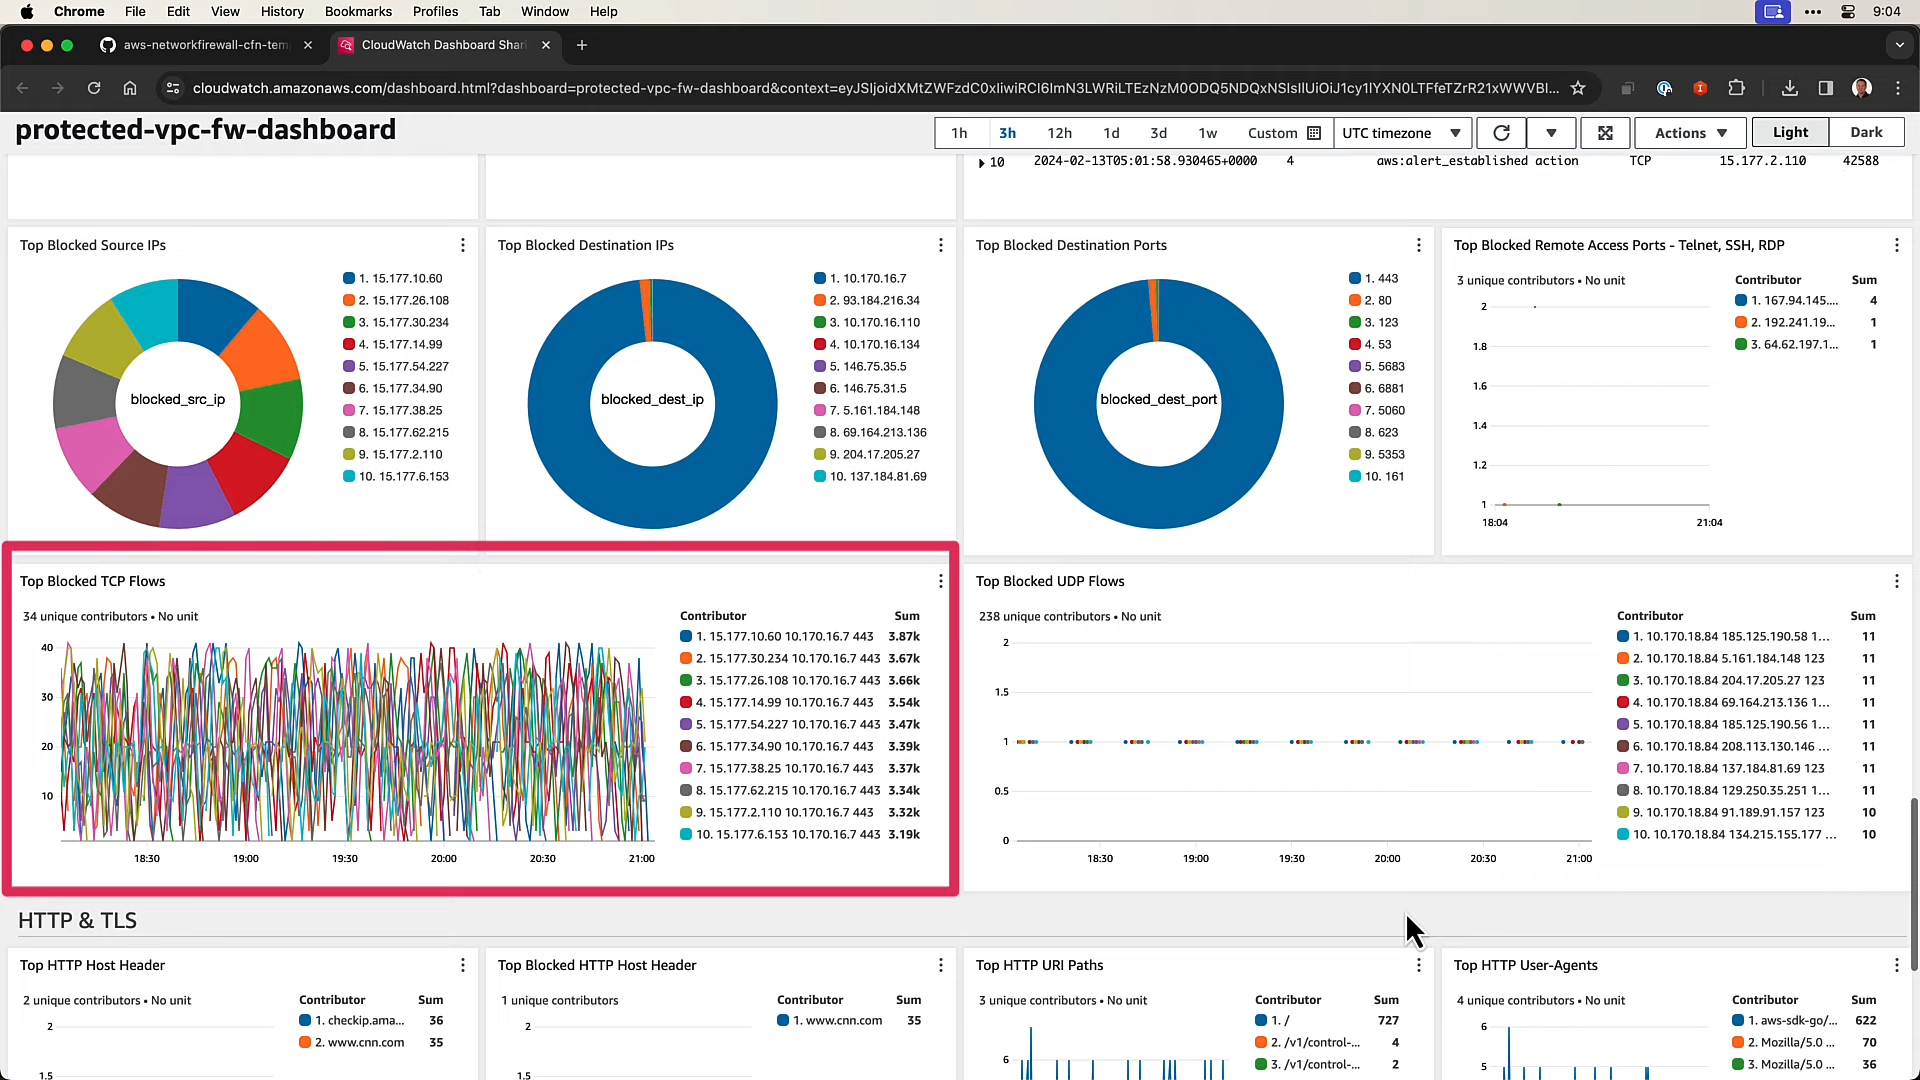 Chrome File Edit View History Bookmarks Profiles Tab Window Help 9:04
aws-networkfirewall-cfn-tem CloudWatch Dashboard Shari
cloudwatch.amazonaws.com/dashboard.html?dashboard=protected-vpc-fw-dashboard&context=
protected-vpc-fw-dashboard 1h 3h 12h 1d 3d 1w Custom UTC timezone Actions Light Dark
10 2024-02-13T05:01:58.930465+0000 4 aws:alert_established action TCP 15.177.2.110 42588
Top Blocked Source IPs
blocked_src_ip
1. 15.177.10.60
2. 15.177.26.108
3. 15.177.30.234
4. 15.177.14.99
5. 15.177.54.227
6. 15.177.34.90
7. 15.177.38.25
8. 15.177.62.215
9. 15.177.2.110
10. 15.177.6.153
Top Blocked Destination IPs
blocked_dest_ip
1. 10.170.16.7
2. 93.184.216.34
3. 10.170.16.110
4. 10.170.16.134
5. 146.75.35.5
6. 146.75.31.5
7. 5.161.184.148
8. 69.164.213.136
9. 204.17.205.27
10. 137.184.81.69
Top Blocked Destination Ports
blocked_dest_port
1. 443
2. 80
3. 123
4. 53
5. 5683
6. 6881
7. 5060
8. 623
9. 5353
10. 161
Top Blocked Remote Access Ports - Telnet, SSH, RDP
3 unique contributors • No unit
2
1.8
1.6
1.4
1.2
1
18:04 21:04
Contributor Sum
1. 167.94.145.... 4
2. 192.241.19... 1
3. 64.62.197.1... 1
Top Blocked TCP Flows
34 unique contributors • No unit
40
30
20
10
18:30 19:00 19:30 20:00 20:30 21:00
Contributor Sum
1. 15.177.10.60 10.170.16.7 443 3.87k
2. 15.177.30.234 10.170.16.7 443 3.67k
3. 15.177.26.108 10.170.16.7 443 3.66k
4. 15.177.14.99 10.170.16.7 443 3.54k
5. 15.177.54.227 10.170.16.7 443 3.47k
6. 15.177.34.90 10.170.16.7 443 3.39k
7. 15.177.38.25 10.170.16.7 443 3.37k
8. 15.177.62.215 10.170.16.7 443 3.34k
9. 15.177.2.110 10.170.16.7 443 3.32k
10. 15.177.6.153 10.170.16.7 443 3.19k
Top Blocked UDP Flows
238 unique contributors • No unit
2
1.5
1
0.5
0
18:30 19:00 19:30 20:00 20:30 21:00
Contributor Sum
1. 10.170.18.84 185.125.190.58 1... 11
2. 10.170.18.84 5.161.184.148 123 11
3. 10.170.18.84 204.17.205.27 123 11
4. 10.170.18.84 69.164.213.136 1... 11
5. 10.170.18.84 185.125.190.56 1... 11
6. 10.170.18.84 208.113.130.146 ... 11
7. 10.170.18.84 137.184.81.69 123 11
8. 10.170.18.84 129.250.35.251 1... 11
9. 10.170.18.84 91.189.91.157 123 10
10. 10.170.18.84 134.215.155.177 ... 10
HTTP & TLS
Top HTTP Host Header
2 unique contributors • No unit
2
1.5
Contributor Sum
1. checkip.ama... 36
2. www.cnn.com 35
Top Blocked HTTP Host Header
1 unique contributors
2
1.5
Contributor Sum
1. www.cnn.com 35
Top HTTP URI Paths
3 unique contributors • No unit
6
Contributor Sum
1. / 727
2. /v1/control-... 4
3. /v1/control-... 2
Top HTTP User-Agents
4 unique contributors • No unit
6
5
Contributor Sum
1. aws-sdk-go/... 622
2. Mozilla/5.0 ... 70
3. Mozilla/5.0 ... 36